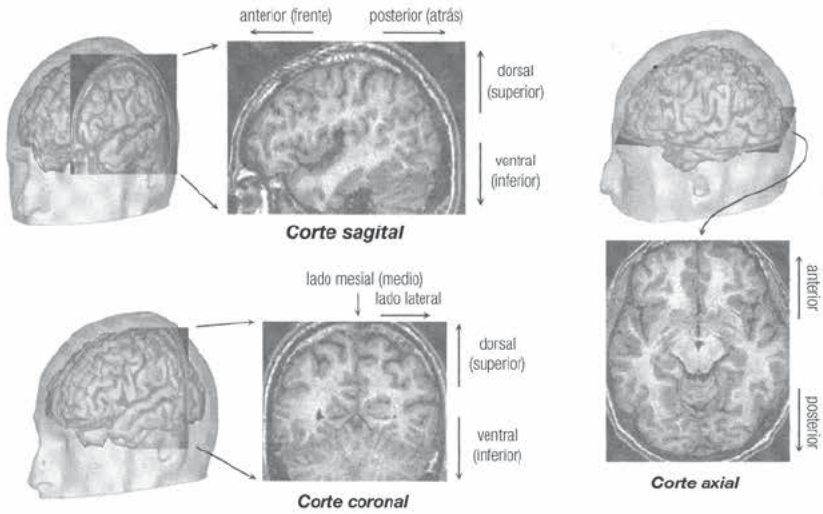 anterior (frente)
posterior (atrás)
dorsal
(superior)
ventral
(inferior)
Corte sagital
lado mesial (medio)
lado lateral
dorsal
(superior)
ventral
(inferior)
Corte coronal
anterior
posterior
Corte axial